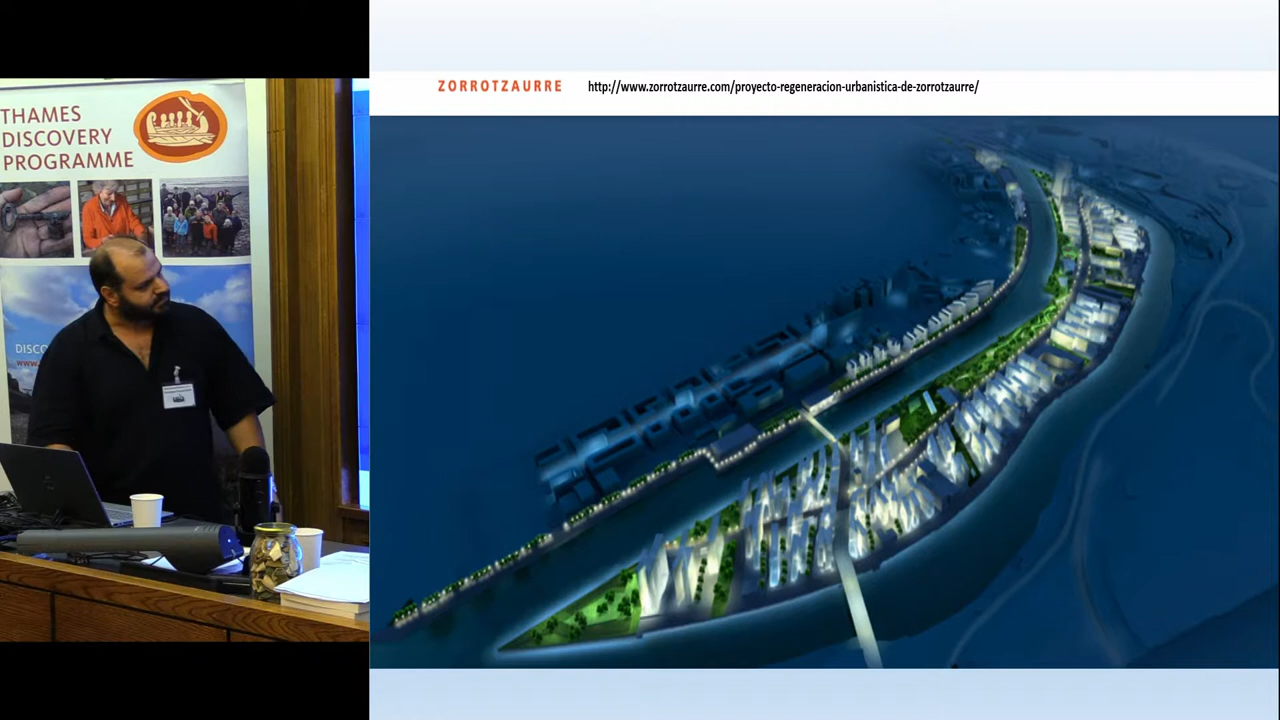 THAMES
DISCOVERY
PROGRAMME
DISCO
ZORROTZAURRE http://www.zorrotzaurre.com/proyecto-regeneracion-urbanistica-de-zorrotzaurre/